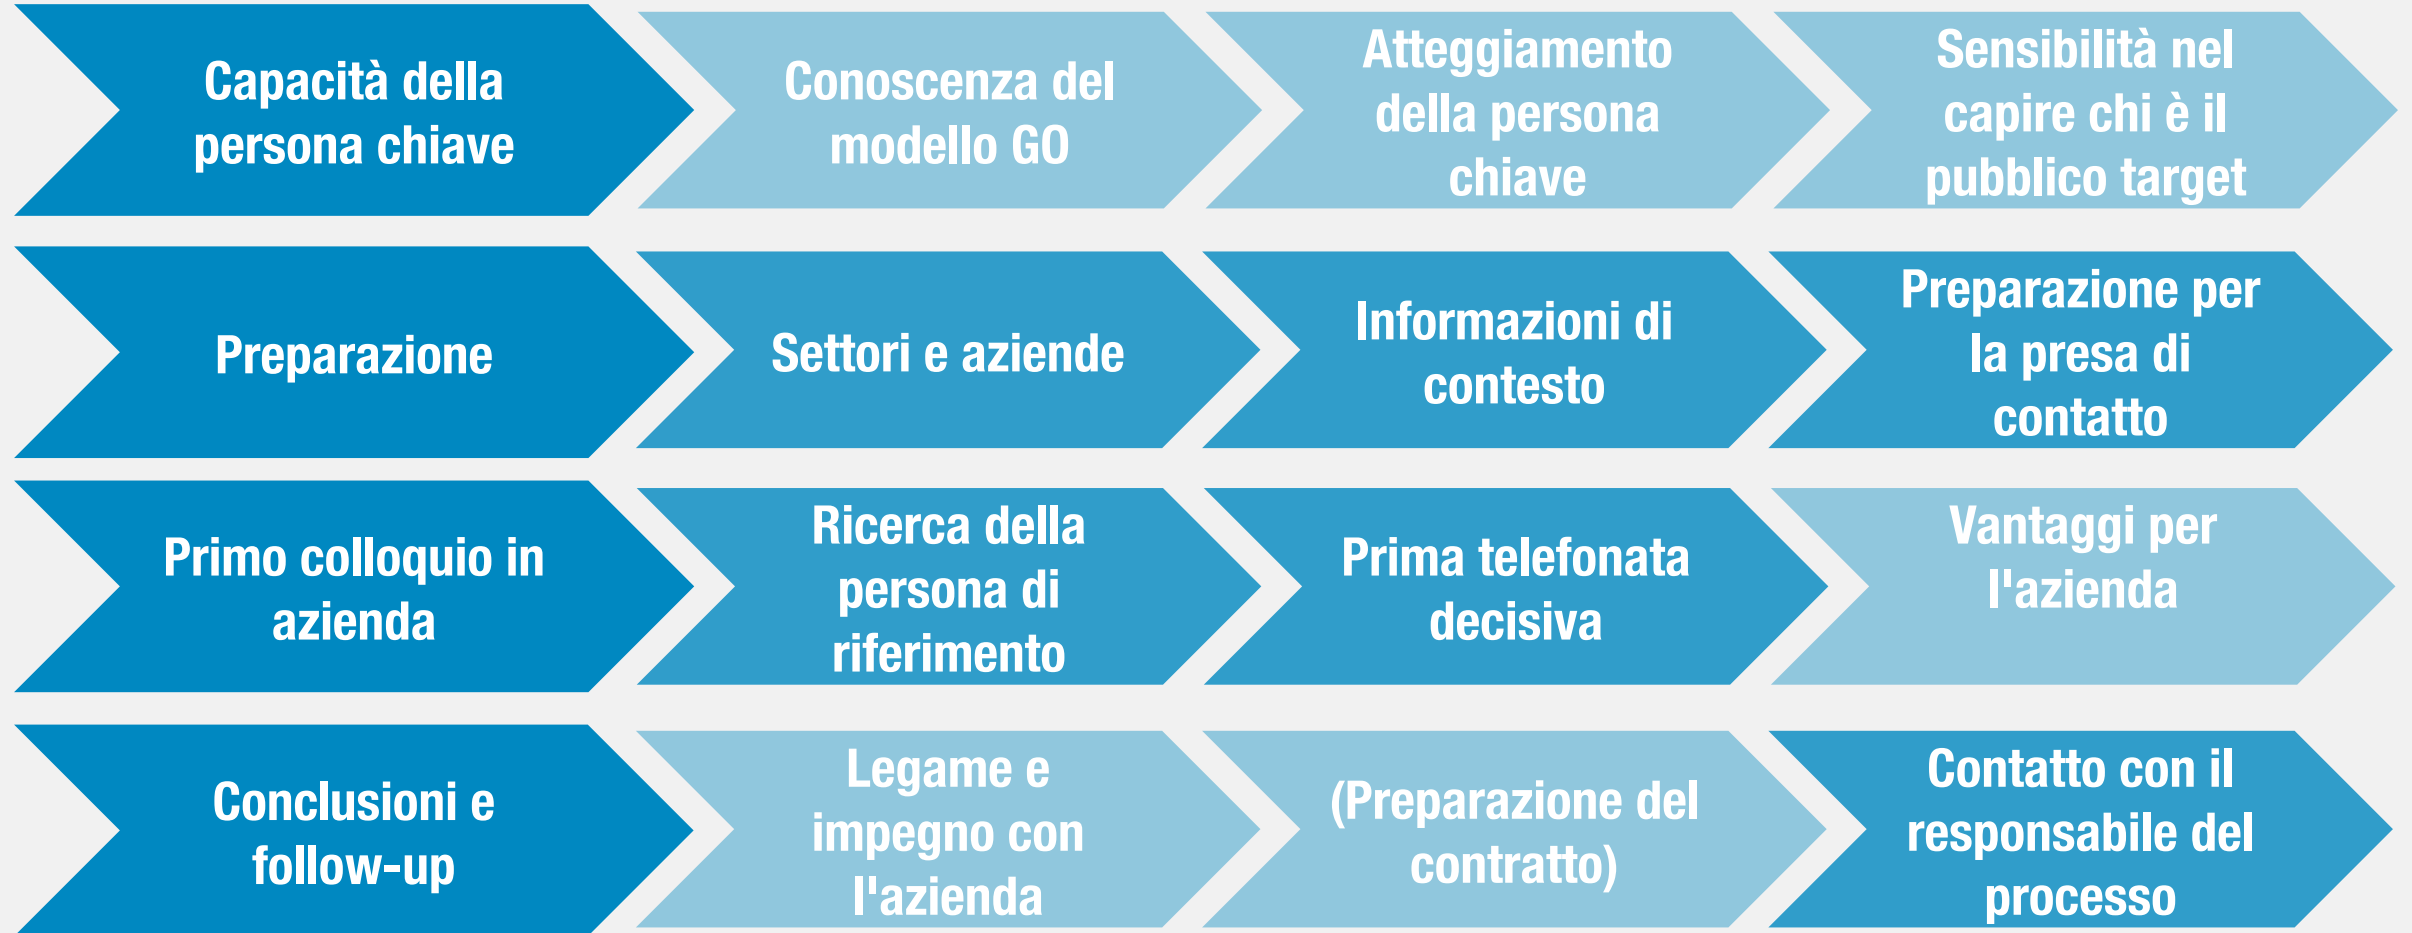 Capacità della
persona chiave
Conoscenza del
modello GO
Atteggiamento
della persona
chiave
Sensibilità nel
capire chi è il
pubblico target
Preparazione
Settori e aziende
Informazioni di
contesto
Preparazione per
la presa di
contatto
Primo colloquio in
azienda
Ricerca della
persona di
riferimento
Prima telefonata
decisiva
Vantaggi per
l'azienda
Conclusioni e
follow-up
Legame e
impegno con
l'azienda
(Preparazione del
contratto)
Contatto con il
responsabile del
processo